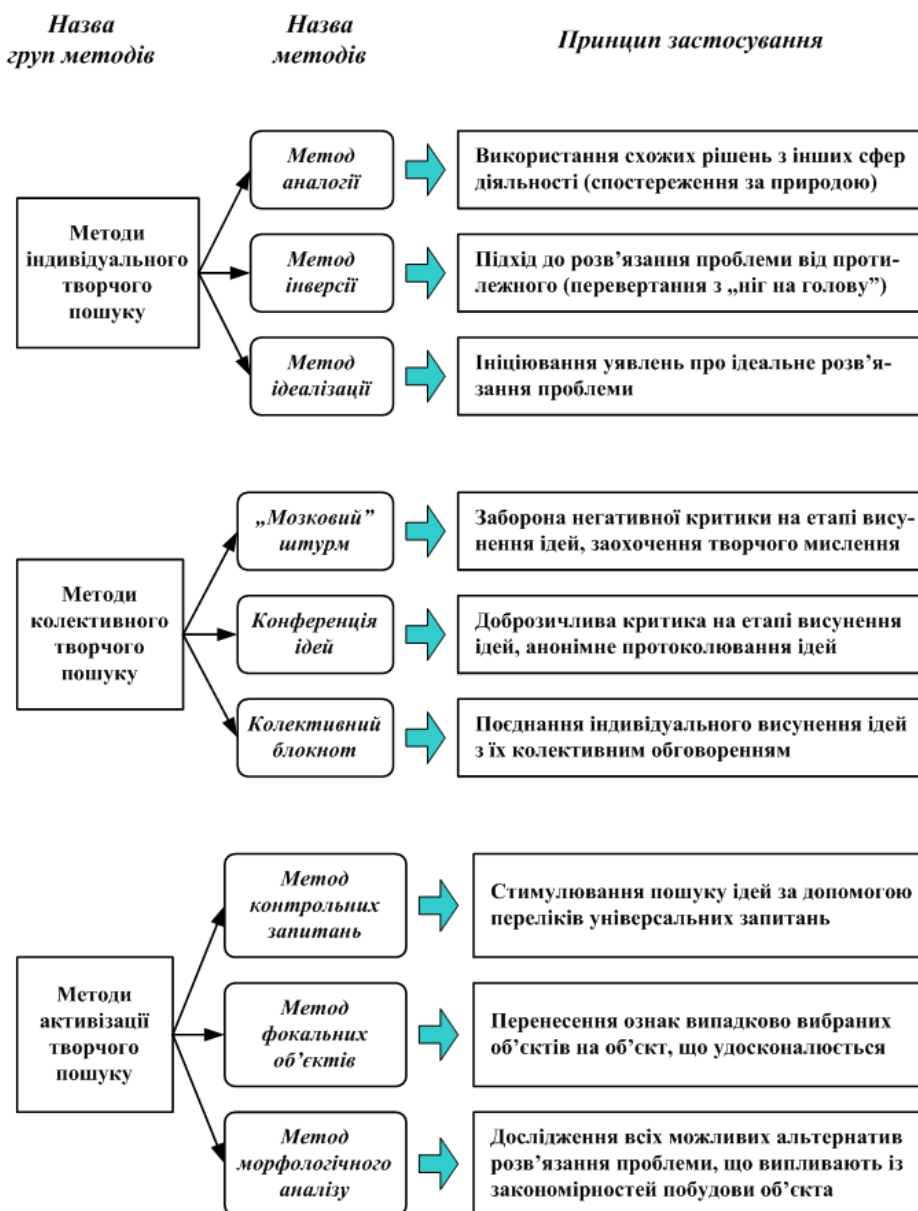 Назва
груп методів
Назва
методів
Принцип застосування
Методи
індивідуального
творчого
пошуку
Метод
аналогії
Використання схожих рішень з інших сфер
діяльності (спостереження за природою)
Метод
інверсії
Підхід до розв’язання проблеми від проти-
лежного (перевертання з „ніг на голову”)
Метод
ідеалізації
Ініціювання уявлень про ідеальне розв’я-
зання проблеми
Методи
колективного
творчого
пошуку
„Мозковий”
штурм
Заборона негативної критики на етапі вису-
нення ідей, заохочення творчого мислення
Конференція
ідей
Доброзичлива критика на етапі висунення
ідей, анонімне протоколювання ідей
Колективний
блокнот
Поєднання індивідуального висунення ідей
з їх колективним обговоренням
Методи
активізації
творчого
пошуку
Метод
контрольних
запитань
Стимулювання пошуку ідей за допомогою
переліків універсальних запитань
Метод
фокальних
об’єктів
Перенесення ознак випадково вибраних
об’єктів на об’єкт, що удосконалюється
Метод
морфологічного
аналізу
Дослідження всіх можливих альтернатив
розв’язання проблеми, що випливають із
закономірностей побудови об’єкта